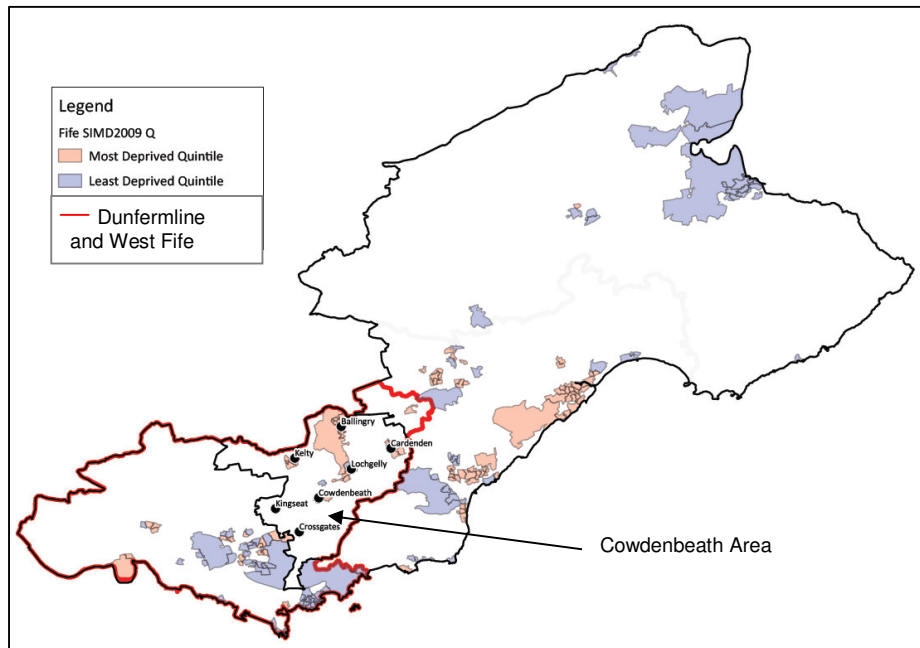 Legend
Fife SIMD2009 Q
Most Deprived Quintile
Least Deprived Quintile
Dunfermline
and West Fife
Ballingry
Kelty
Cardenden
Lochgelly
Cowdenbeath
Kingseat
Crossgates
Cowdenbeath Area